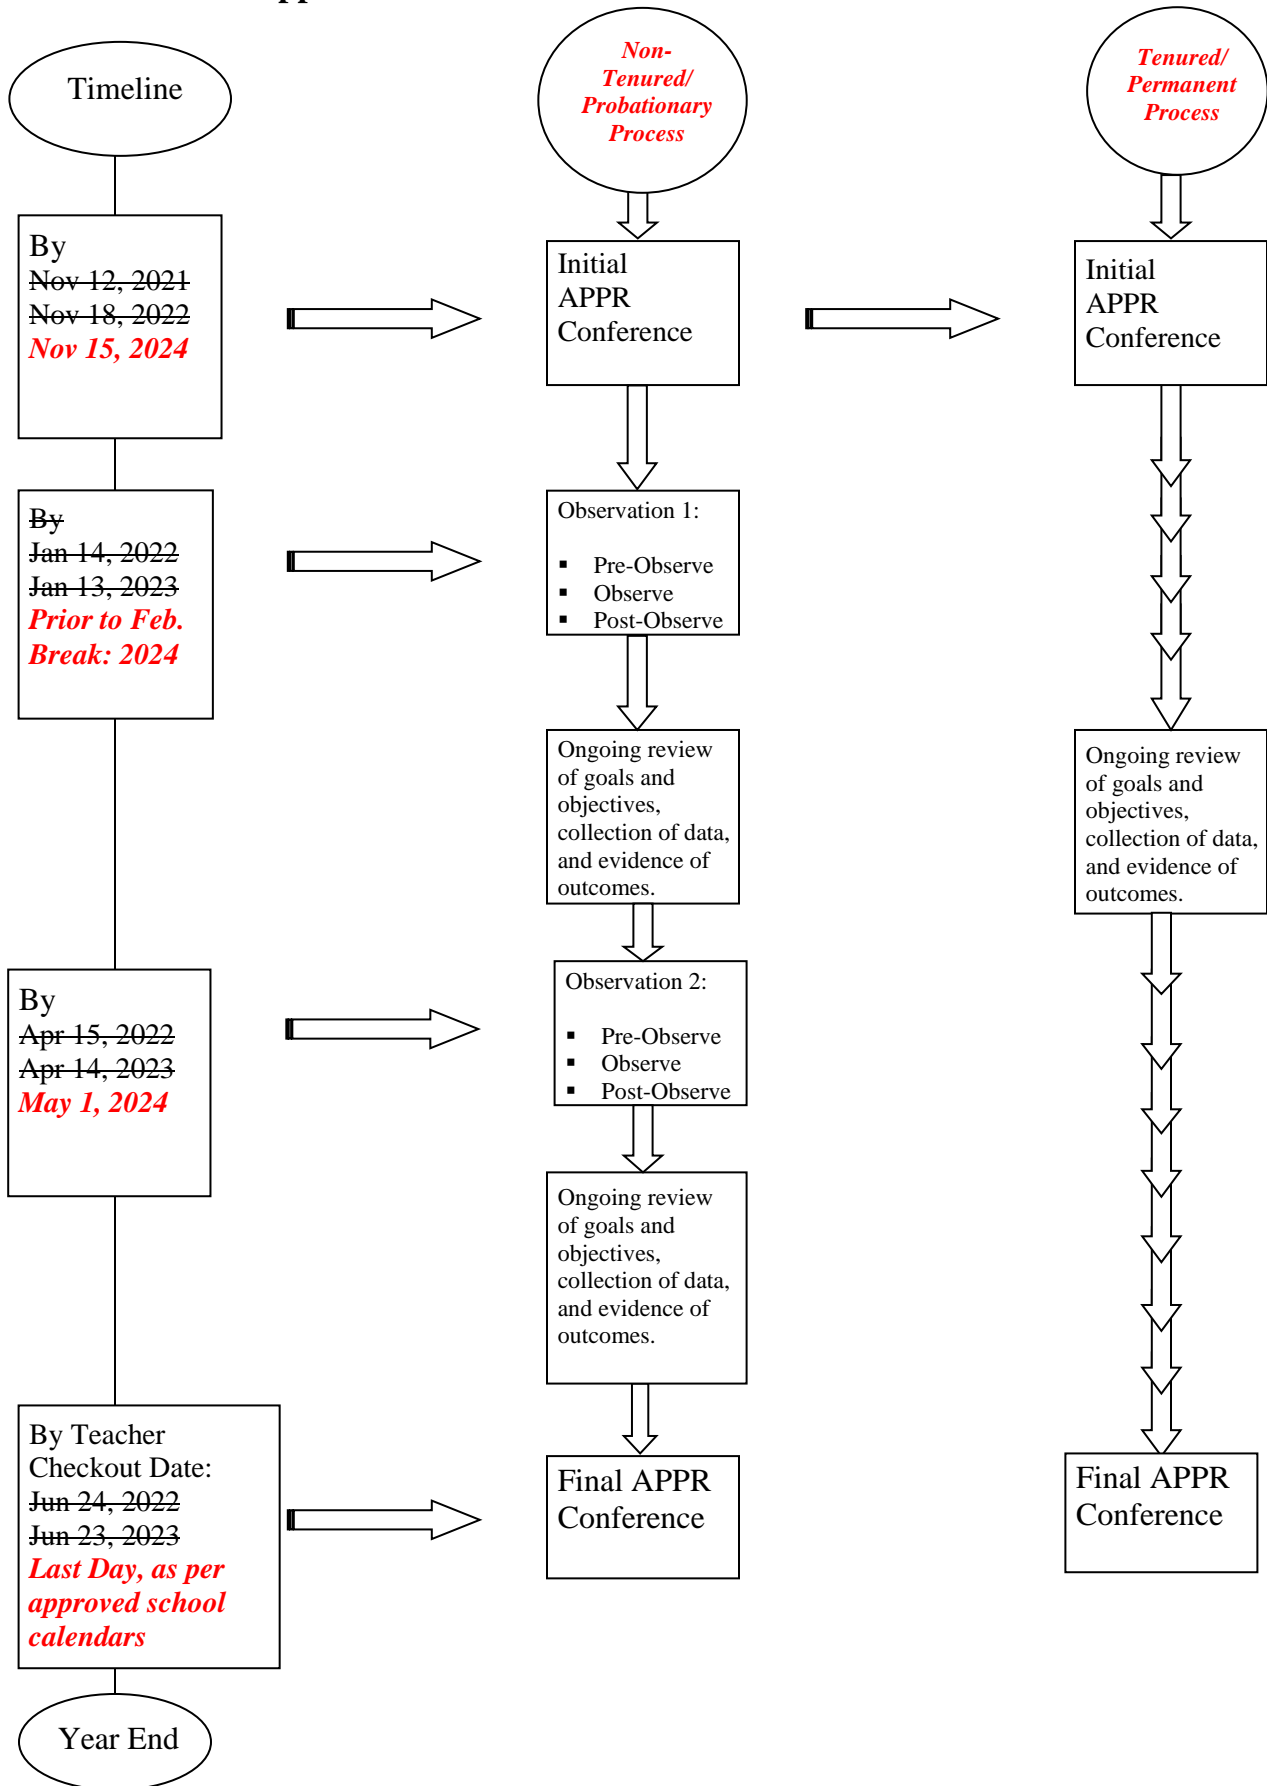 Timeline
Non-
Tenured/
Probationary
Process
Tenured/
Permanent
Process
By
Nov 12, 2021
Nov 18, 2022
Nov 15, 2024
Initial
APPR
Conference
Initial
APPR
Conference
By
Jan 14, 2022
Jan 13, 2023
Prior to Feb.
Break: 2024
Observation 1:
▪ Pre-Observe
▪ Observe
▪ Post-Observe
Ongoing review
of goals and
objectives,
collection of data,
and evidence of
outcomes.
Ongoing review
of goals and
objectives,
collection of data,
and evidence of
outcomes.
By
Apr 15, 2022
Apr 14, 2023
May 1, 2024
Observation 2:
▪ Pre-Observe
▪ Observe
▪ Post-Observe
Ongoing review
of goals and
objectives,
collection of data,
and evidence of
outcomes.
By Teacher
Checkout Date:
Jun 24, 2022
Jun 23, 2023
Last Day, as per
approved school
calendars
Final APPR
Conference
Final APPR
Conference
Year End